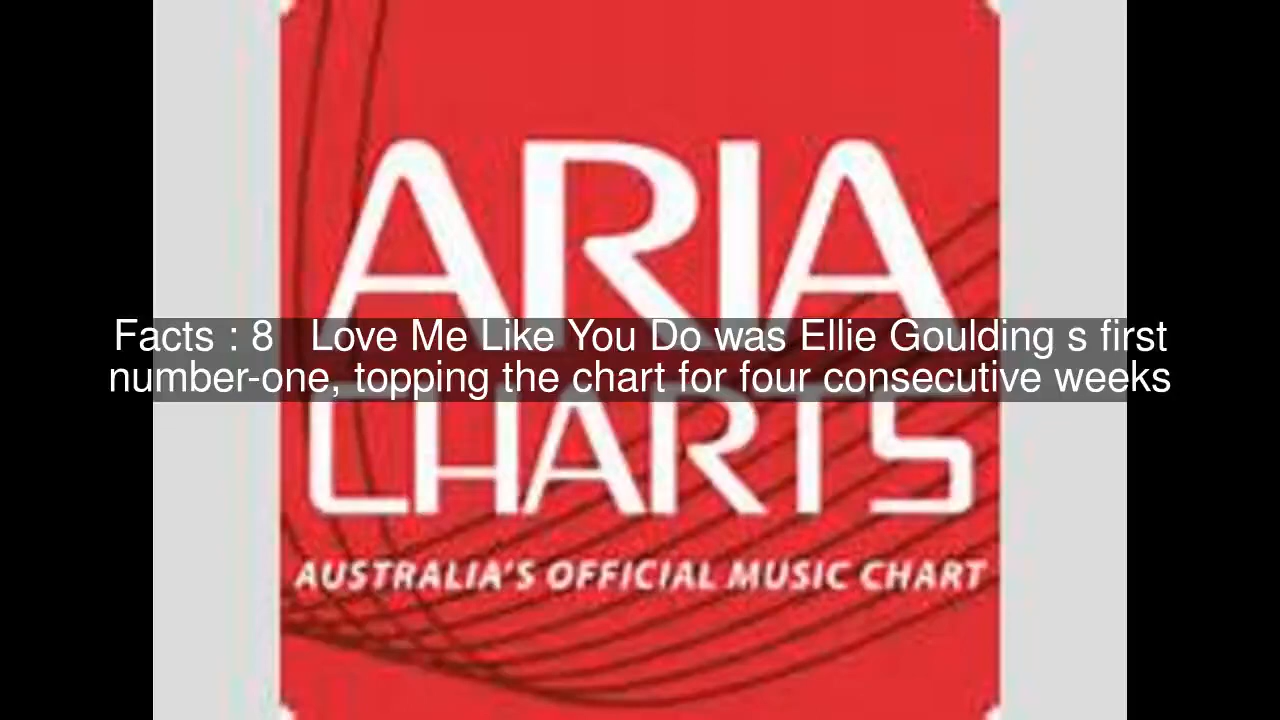 ARIA
Facts : 8 Love Me Like You Do was Ellie Goulding s first
number-one, topping the chart for four consecutive weeks
CHARTS
AUSTRALIA'S OFFICIAL MUSIC CHART